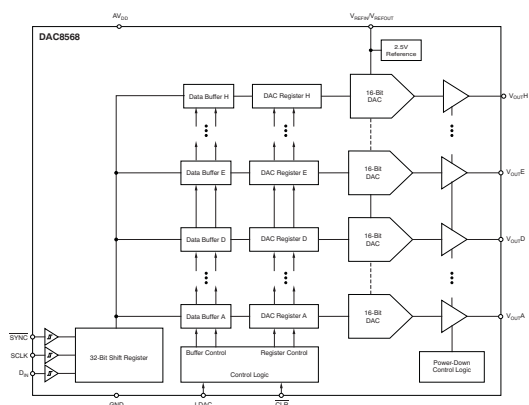 AVDD
VREFIN/VREFOUT
DAC8568
2.5V
Reference
Data Buffer H
DAC Register H
16-Bit
DAC
VOUTH
Data Buffer E
DAC Register E
16-Bit
DAC
VOUTE
Data Buffer D
DAC Register D
16-Bit
DAC
VOUTD
Data Buffer A
DAC Register A
16-Bit
DAC
VOUTA
SYNC
SCLK
DIN
32-Bit Shift Register
Buffer Control
Register Control
Control Logic
Power-Down
Control Logic
GND
LDAC
CLR